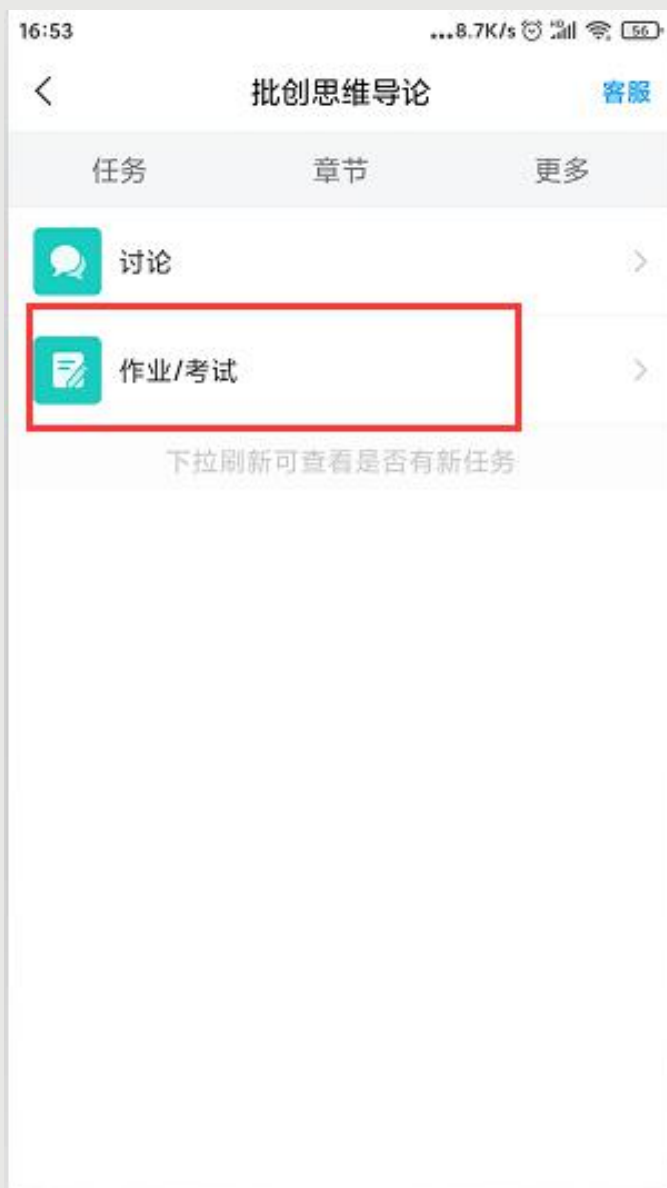 16:53 ...8.7K/s 56
批创思维导论 客服
任务 章节 更多
讨论
作业/考试
下拉刷新可查看是否有新任务